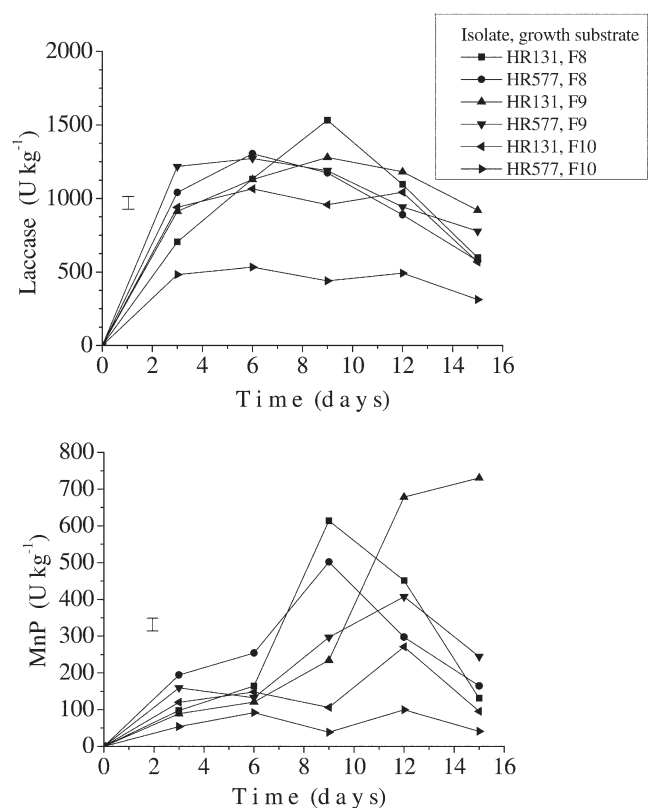 Isolate, growth substrate
HR131, F8
HR577, F8
HR131, F9
HR577, F9
HR131, F10
HR577, F10
Laccase (U kg-1)
2000
1500
1000
500
0
0 2 4 6 8 10 12 14 16
Time (days)
MnP (U kg-1)
800
700
600
500
400
300
200
100
0
0 2 4 6 8 10 12 14 16
Time (days)